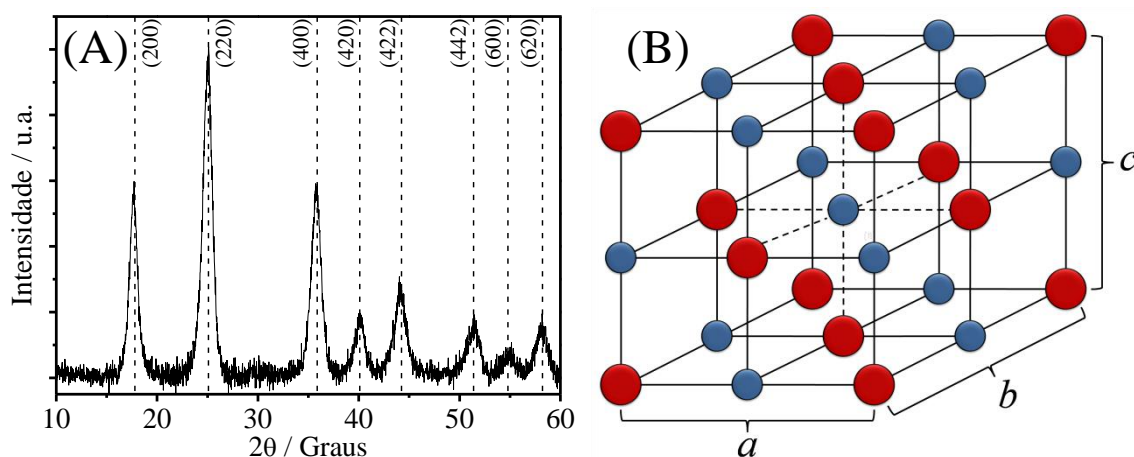 (A)
(200)
(220)
(400)
(420)
(422)
(442)
(600)
(620)
Intensidade / u.a.
10
20
30
40
50
60
2θ / Graus
(B)
c
b
a